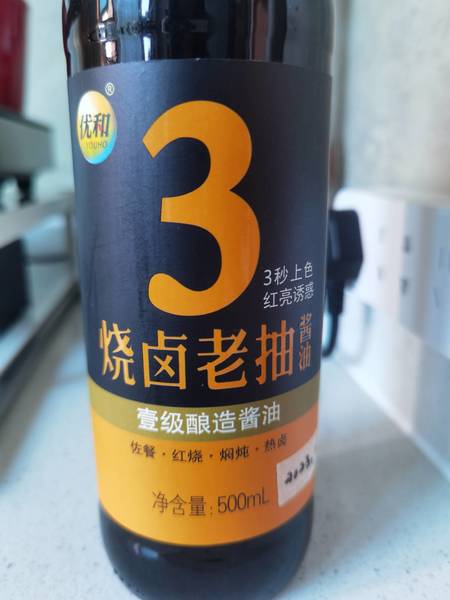 优和
®
YOUHO
3
3秒上色
红亮诱惑
烧卤老抽
酱油
壹级酿造酱油
佐餐·红烧·焖炖·热卤
净含量:500mL